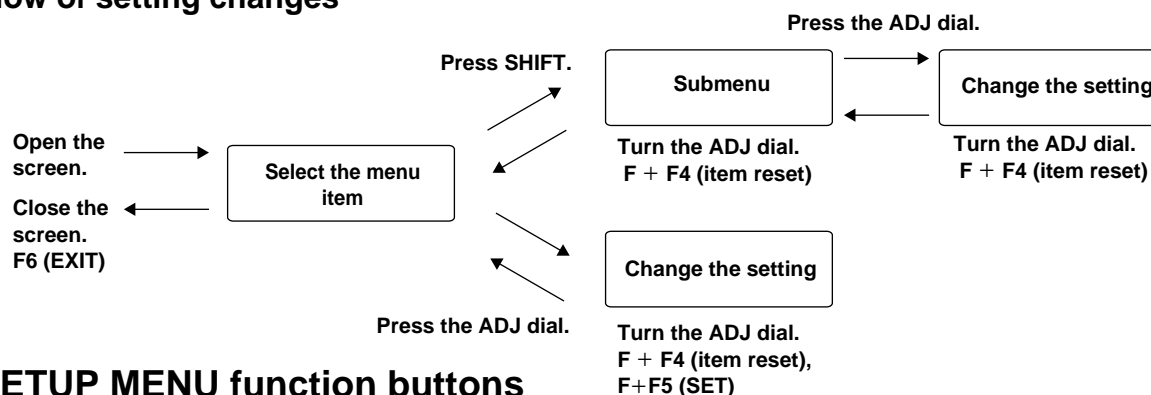 low of setting changes
Press the ADJ dial.
Press SHIFT.
Submenu
Change the setting
Open the
screen.
Turn the ADJ dial.
F + F4 (item reset)
Turn the ADJ dial.
F + F4 (item reset)
Select the menu
item
Close the
screen.
F6 (EXIT)
Change the setting
Press the ADJ dial.
Turn the ADJ dial.
F + F4 (item reset),
F+F5 (SET)
ETUP MENU function buttons